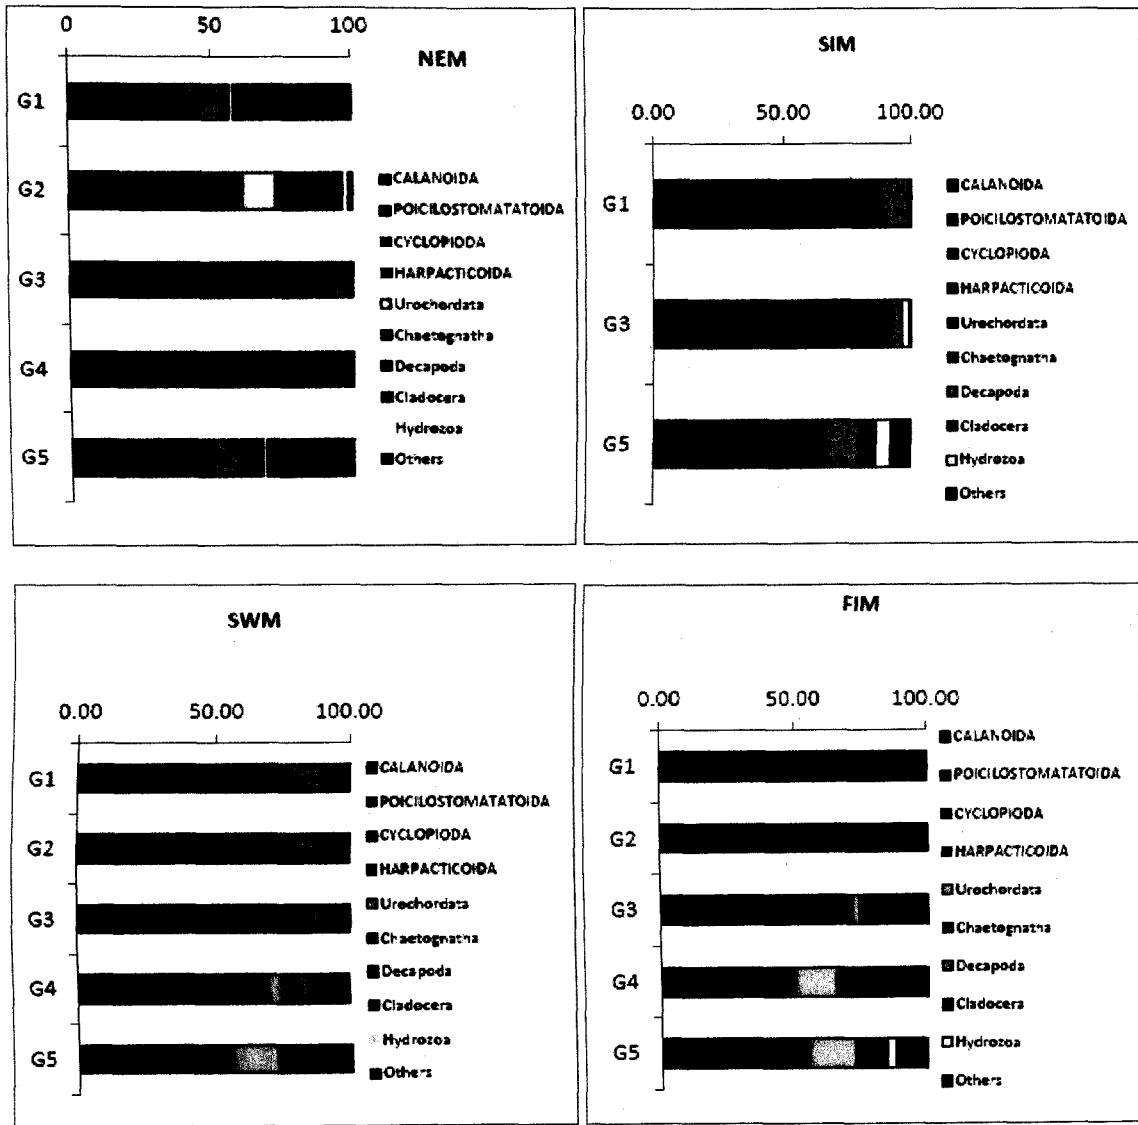 0 50 100
NEM
G1
G2
G3
G4
G5
CALANOIDA
POICILOSTOMATATOIDA
CYCLOPIODA
HARPACTICOIDA
Urochordata
Chaetognatha
Decapoda
Cladocera
Hydrozoa
Others
SIM
0.00 50.00 100.00
G1
G3
G5
CALANOIDA
POICILOSTOMATATOIDA
CYCLOPIODA
HARPACTICOIDA
Urochordata
Chaetognatha
Decapoda
Cladocera
Hydrozoa
Others
SWM
0.00 50.00 100.00
G1
G2
G3
G4
G5
CALANOIDA
POICILOSTOMATATOIDA
CYCLOPIODA
HARPACTICOIDA
Urochordata
Chaetognatha
Decapoda
Cladocera
Hydrozoa
Others
FIM
0.00 50.00 100.00
G1
G2
G3
G4
G5
CALANOIDA
POICILOSTOMATATOIDA
CYCLOPIODA
HARPACTICOIDA
Urochordata
Chaetognatha
Decapoda
Cladocera
Hydrozoa
Others